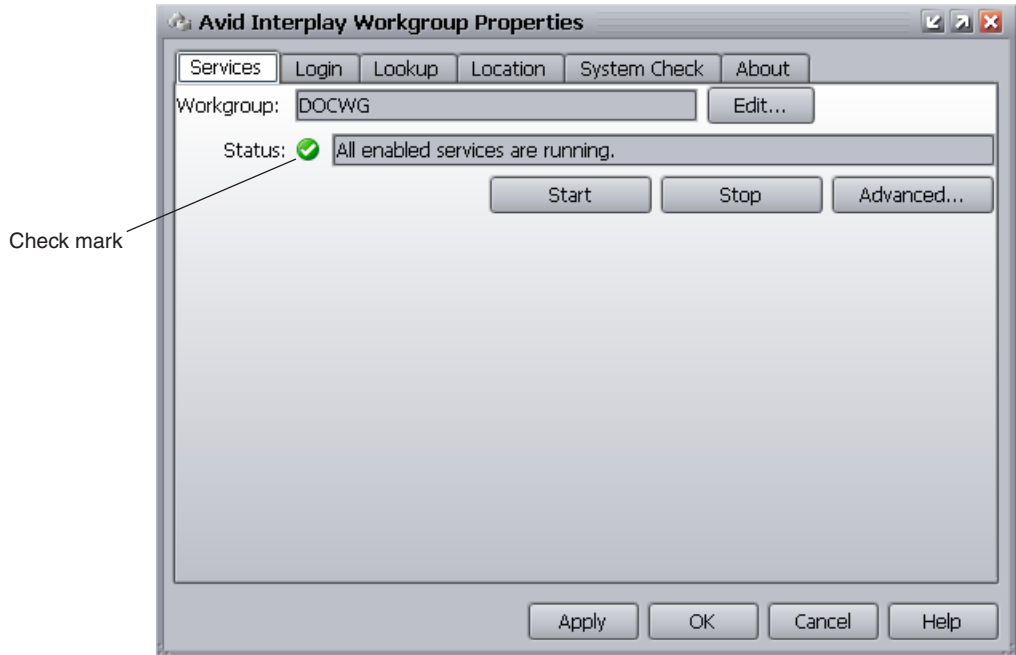 Avid Interplay Workgroup Properties
Services Login Lookup Location System Check About
Workgroup: DOCWG Edit...
Status: All enabled services are running.
Start Stop Advanced...
Check mark
Apply OK Cancel Help